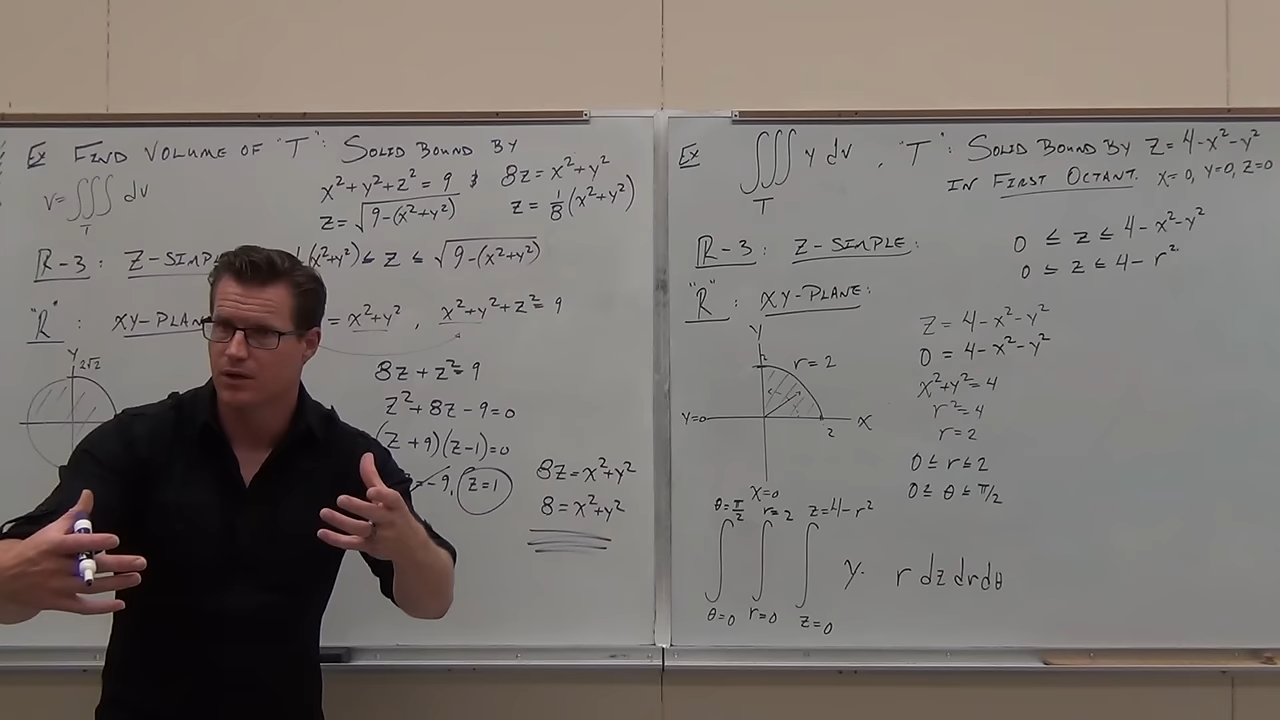 Ex FIND VOLUME OF "T": SOLID BOUND BY
V=∭ dV
T
x²+y²+z²=9 & 8z=x²+y²
z=√(9-(x²+y²)) z=1/8(x²+y²)
R-3: Z-SIMPL (x²+y²)≤ z ≤ √(9-(x²+y²))
"R": XY-PLAN = x²+y², x²+y²+z²=9
Y
2√2
8z+z²=9
z²+8z-9=0
(z+9)(z-1)=0
=-9, z=1
8z=x²+y²
8=x²+y²
Ex ∭ y dv, "T": SOLID BOUND BY z=4-x²-y²
T
IN FIRST OCTANT. X=0, Y=0, Z=0
R-3: Z-SIMPLE:
0 ≤ z ≤ 4-x²-y²
0 ≤ z ≤ 4-r²
"R": XY-PLANE:
Y
2
r=2
Y=0
X
2
X=0
z=4-x²-y²
0=4-x²-y²
x²+y²=4
r²=4
r=2
0≤r≤2
0≤θ≤π/2
θ=π/2 r=2 z=4-r²
∫ ∫ ∫ y· r dz dr dθ
θ=0 r=0 z=0